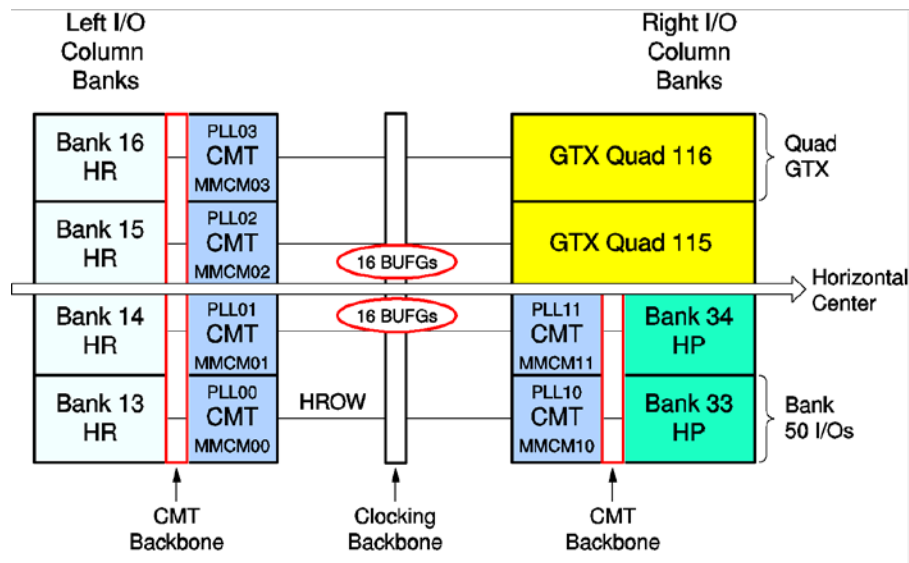 Left I/O
Column
Banks
Right I/O
Column
Banks
Bank 16
HR
PLL03
CMT
MMCM03
GTX Quad 116
Quad
GTX
Bank 15
HR
PLL02
CMT
MMCM02
16 BUFGs
GTX Quad 115
Horizontal
Center
Bank 14
HR
PLL01
CMT
MMCM01
16 BUFGs
PLL11
CMT
MMCM11
Bank 34
HP
Bank 13
HR
PLL00
CMT
MMCM00
HROW
PLL10
CMT
MMCM10
Bank 33
HP
Bank
50 I/Os
CMT
Backbone
Clocking
Backbone
CMT
Backbone